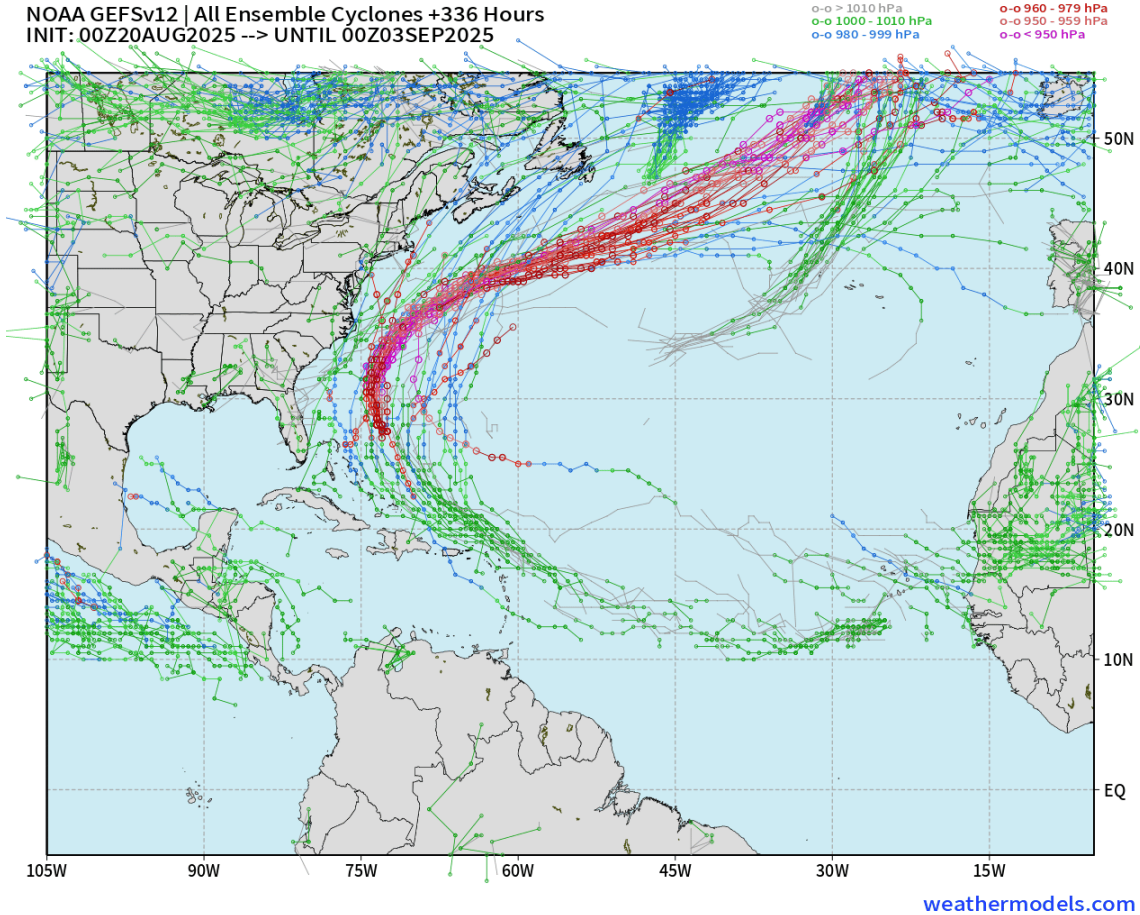 NOAA GEFSv12 | All Ensemble Cyclones +336 Hours
INIT: 00Z20AUG2025 --> UNTIL 00Z03SEP2025
o-o > 1010 hPa
o-o 1000 - 1010 hPa
o-o 980 - 999 hPa
o-o 960 - 979 hPa
o-o 950 - 959 hPa
o-o < 950 hPa
50N
40N
30N
20N
10N
EQ
105W 90W 75W 60W 45W 30W 15W
weathermodels.com